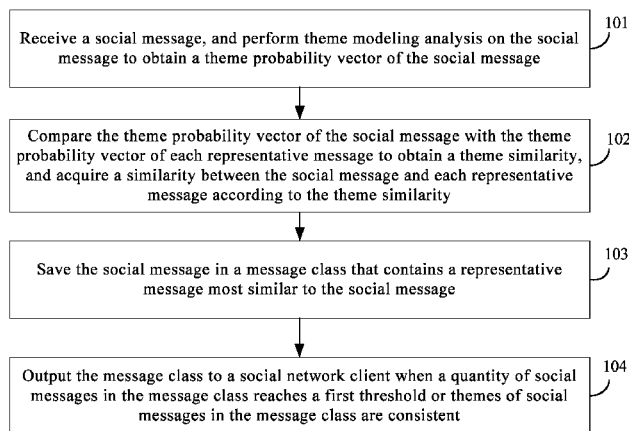 101
Receive a social message, and perform theme modeling analysis on the social
message to obtain a theme probability vector of the social message
Compare the theme probability vector of the social message with the theme
probability vector of each representative message to obtain a theme similarity,
and acquire a similarity between the social message and each representative
message according to the theme similarity
102
Save the social message in a message class that contains a representative
message most similar to the social message
103
Output the message class to a social network client when a quantity of social
messages in the message class reaches a first threshold or themes of social
messages in the message class are consistent
104